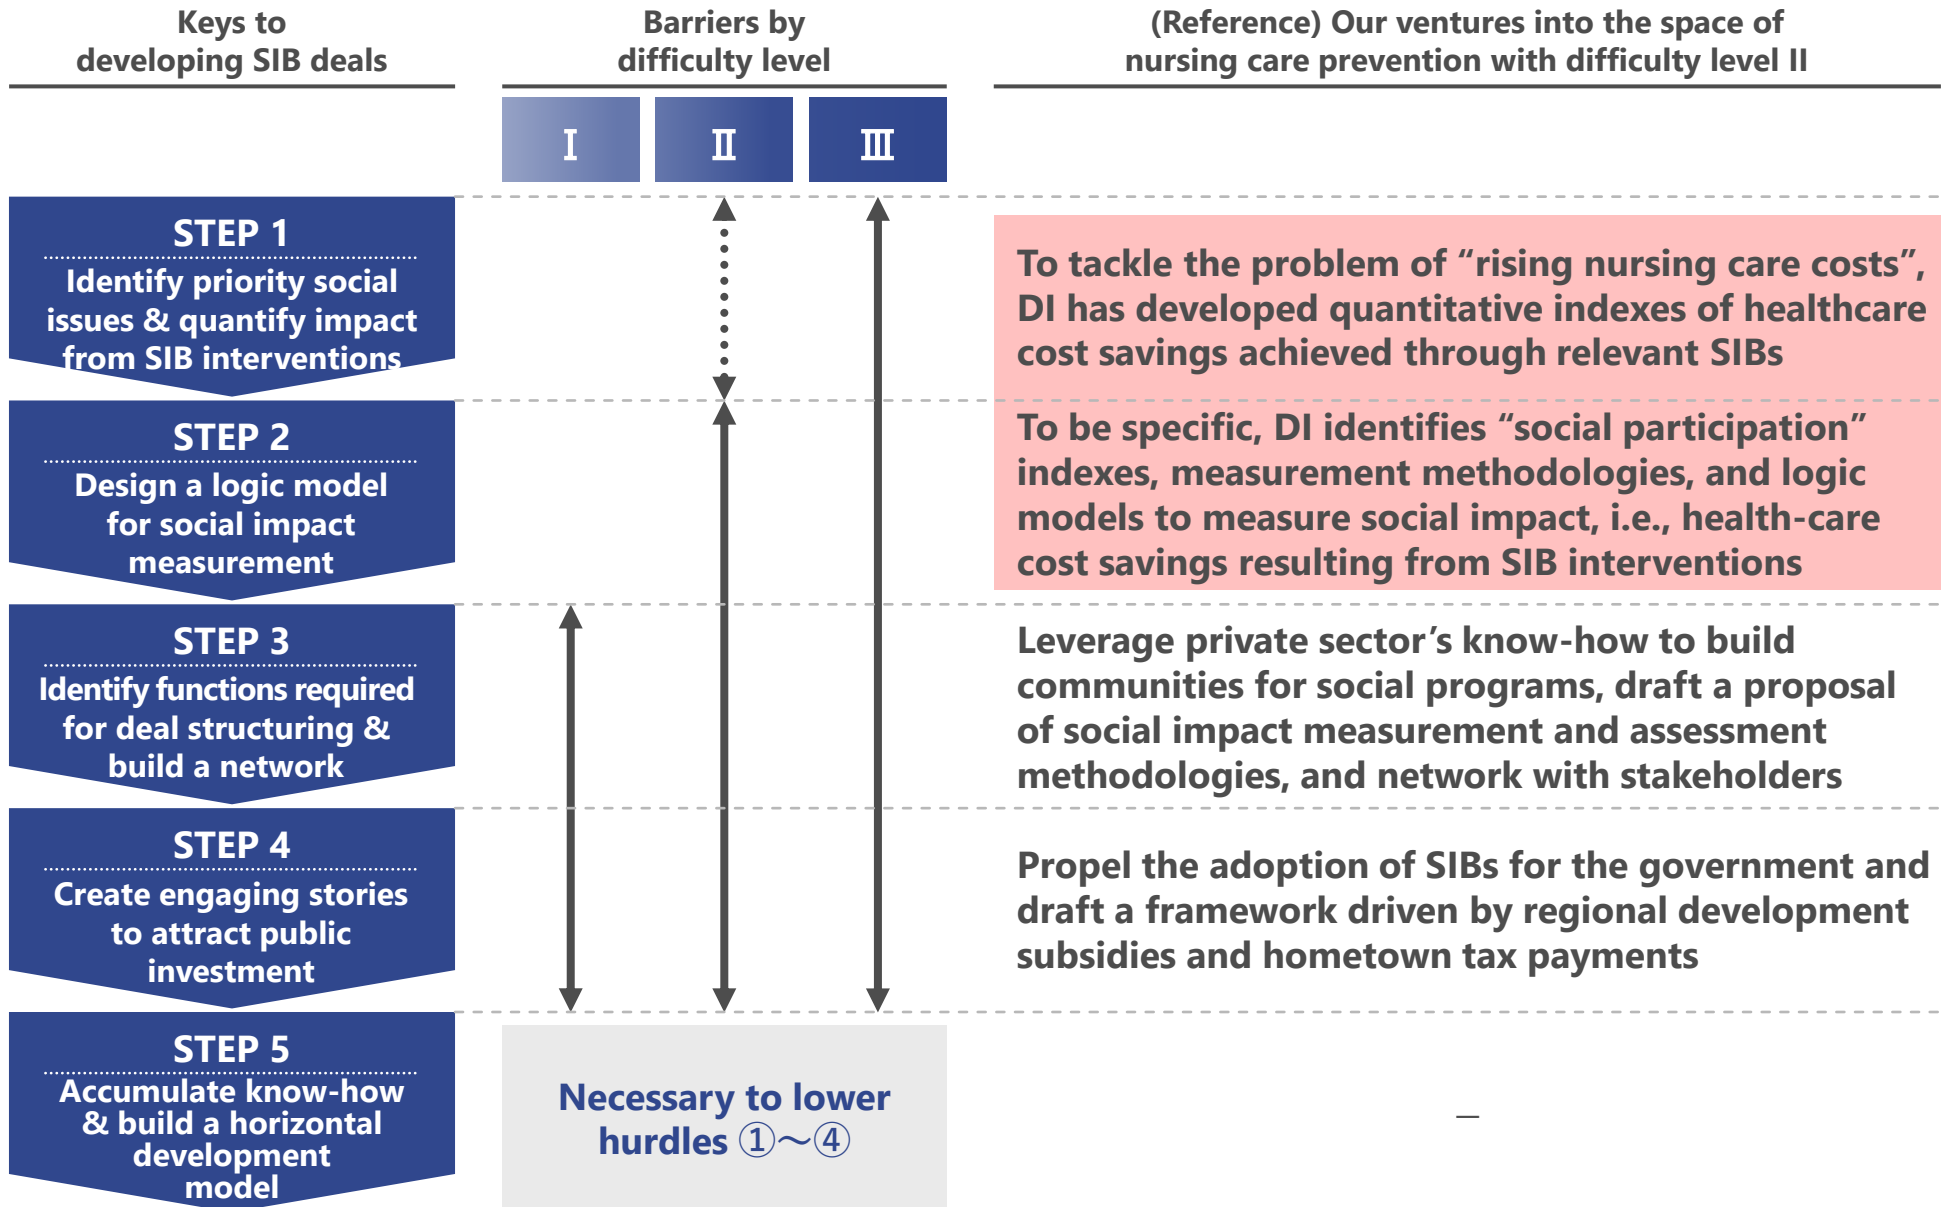 Keys to
developing SIB deals
Barriers by
difficulty level
(Reference) Our ventures into the space of
nursing care prevention with difficulty level II
Ⅰ
Ⅱ
Ⅲ
STEP 1
Identify priority social
issues & quantify impact
from SIB interventions
To tackle the problem of “rising nursing care costs”,
DI has developed quantitative indexes of healthcare
cost savings achieved through relevant SIBs
STEP 2
Design a logic model
for social impact
measurement
To be specific, DI identifies “social participation”
indexes, measurement methodologies, and logic
models to measure social impact, i.e., health-care
cost savings resulting from SIB interventions
STEP 3
Identify functions required
for deal structuring &
build a network
Leverage private sector’s know-how to build
communities for social programs, draft a proposal
of social impact measurement and assessment
methodologies, and network with stakeholders
STEP 4
Create engaging stories
to attract public
investment
Propel the adoption of SIBs for the government and
draft a framework driven by regional development
subsidies and hometown tax payments
STEP 5
Accumulate know-how
& build a horizontal
development
model
Necessary to lower
hurdles ①～④
—